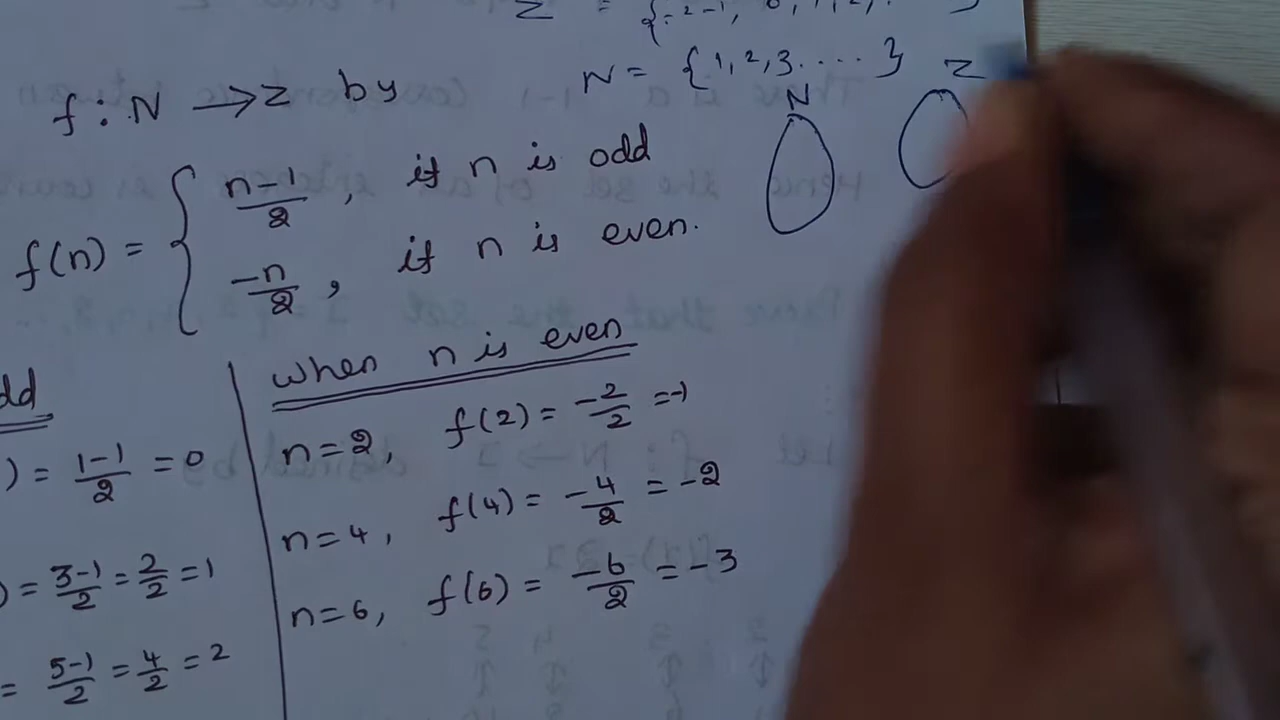 Z = {-2-1, 0, 1, 2,
N = {1, 2, 3.....} Z
f : N → Z by
N
f(n) = { n-1/2 , if n is odd
-n/2 , if n is even.
dd
when n is even
) = 1-1/2 = 0
n=2, f(2) = -2/2 = -1
n=4, f(4) = -4/2 = -2
) = 3-1/2 = 2/2 = 1
n=6, f(6) = -6/2 = -3
= 5-1/2 = 4/2 = 2